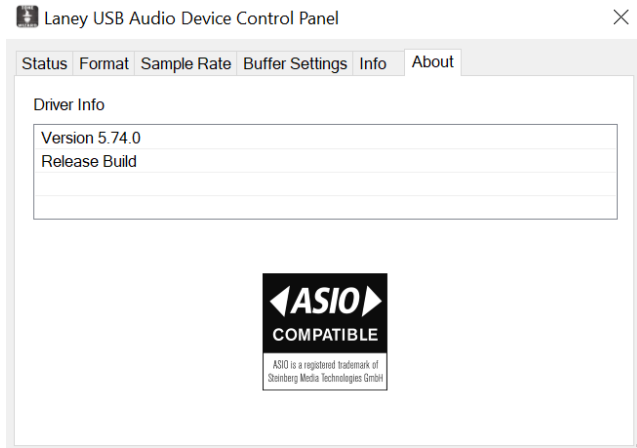 Laney USB Audio Device Control Panel
Status Format Sample Rate Buffer Settings Info About
Driver Info
Version 5.74.0
Release Build
ASIO
COMPATIBLE
ASIO is a registered trademark of
Steinberg Media Technologies GmbH